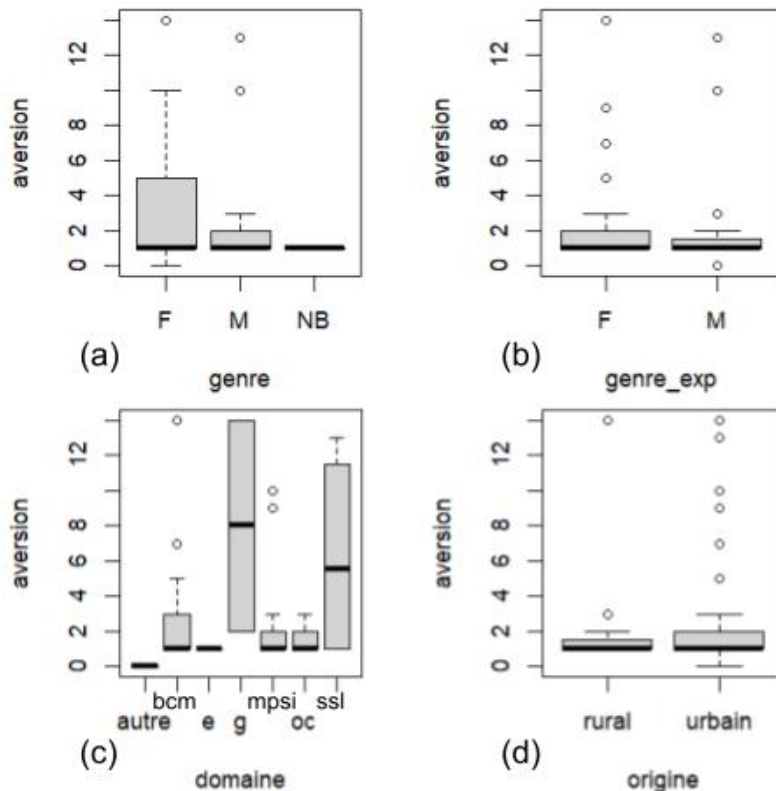 aversion
12
8
6
4
2
0
F M NB
(a)
genre
aversion
12
8
6
4
2
0
F M
(b)
genre_exp
aversion
12
8
6
4
2
0
autre bcm e g mpsi oc ssl
(c)
domaine
aversion
12
8
6
4
2
0
rural urbain
(d)
origine